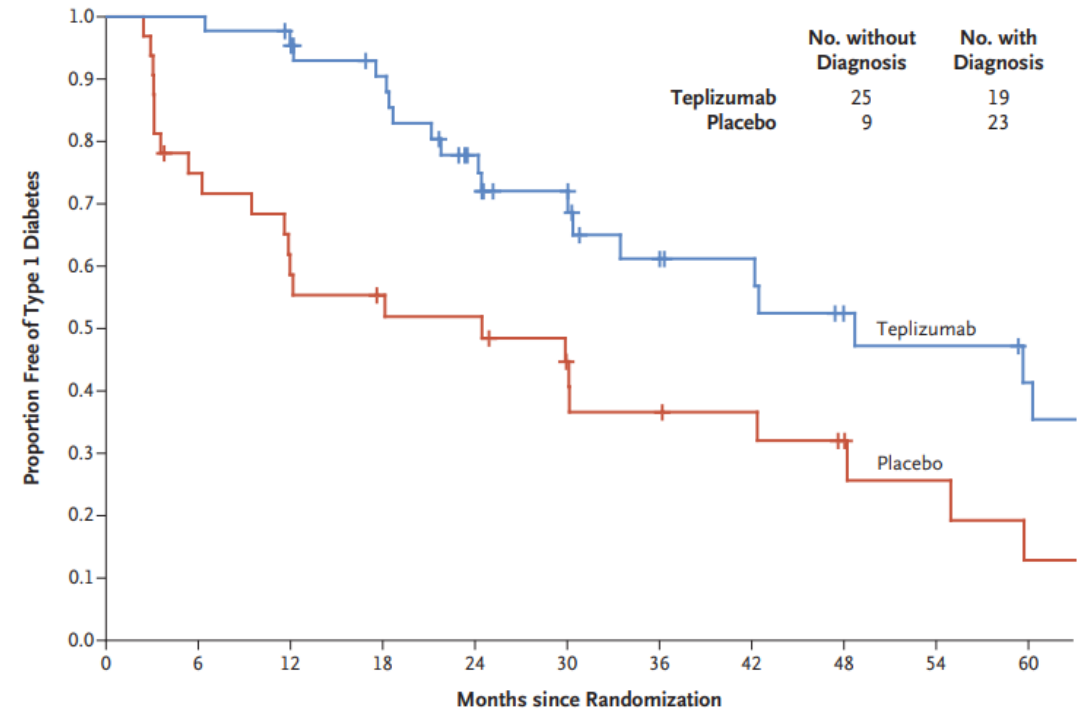 Proportion Free of Type 1 Diabetes
1.0
0.9
0.8
0.7
0.6
0.5
0.4
0.3
0.2
0.1
0.0
No. without Diagnosis No. with Diagnosis
Teplizumab 25 19
Placebo 9 23
Teplizumab
Placebo
0 6 12 18 24 30 36 42 48 54 60
Months since Randomization